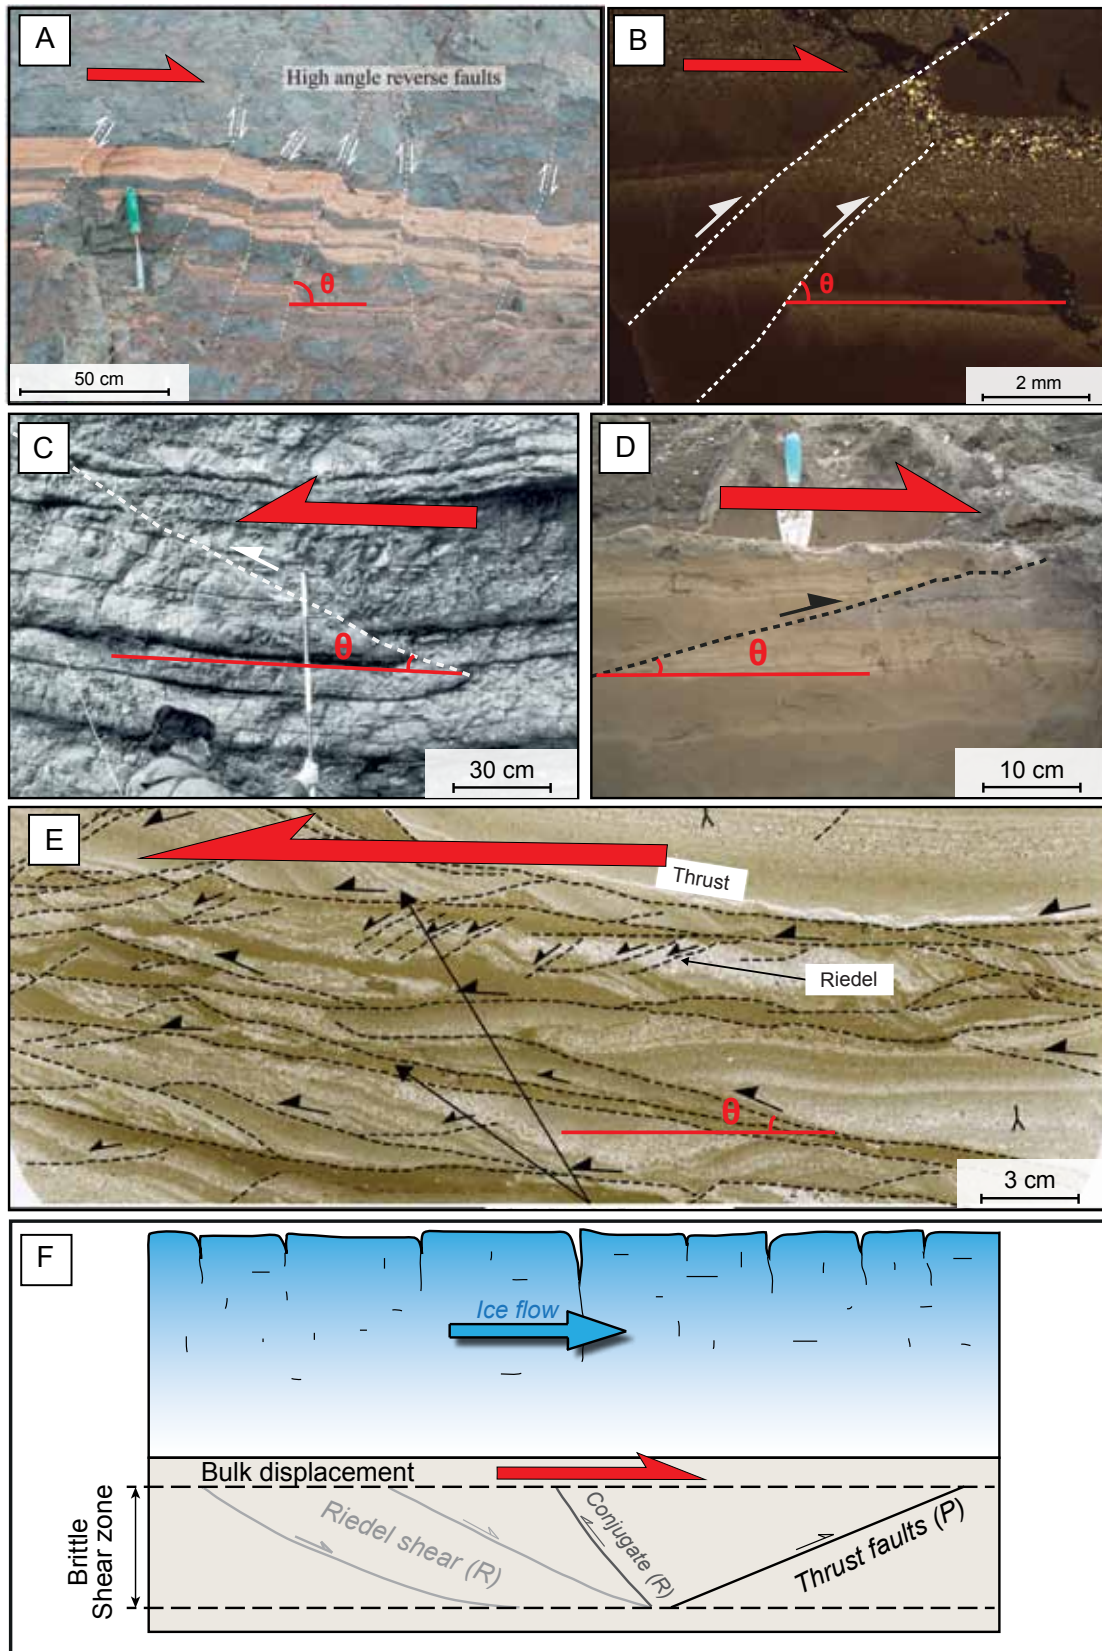 A
High angle reverse faults
θ
50 cm
B
θ
2 mm
C
θ
30 cm
D
θ
10 cm
E
Thrust
Riedel
θ
3 cm
F
Ice flow
Bulk displacement
Brittle
Shear zone
Riedel shear (R)
Conjugate (R)
Thrust faults (P)